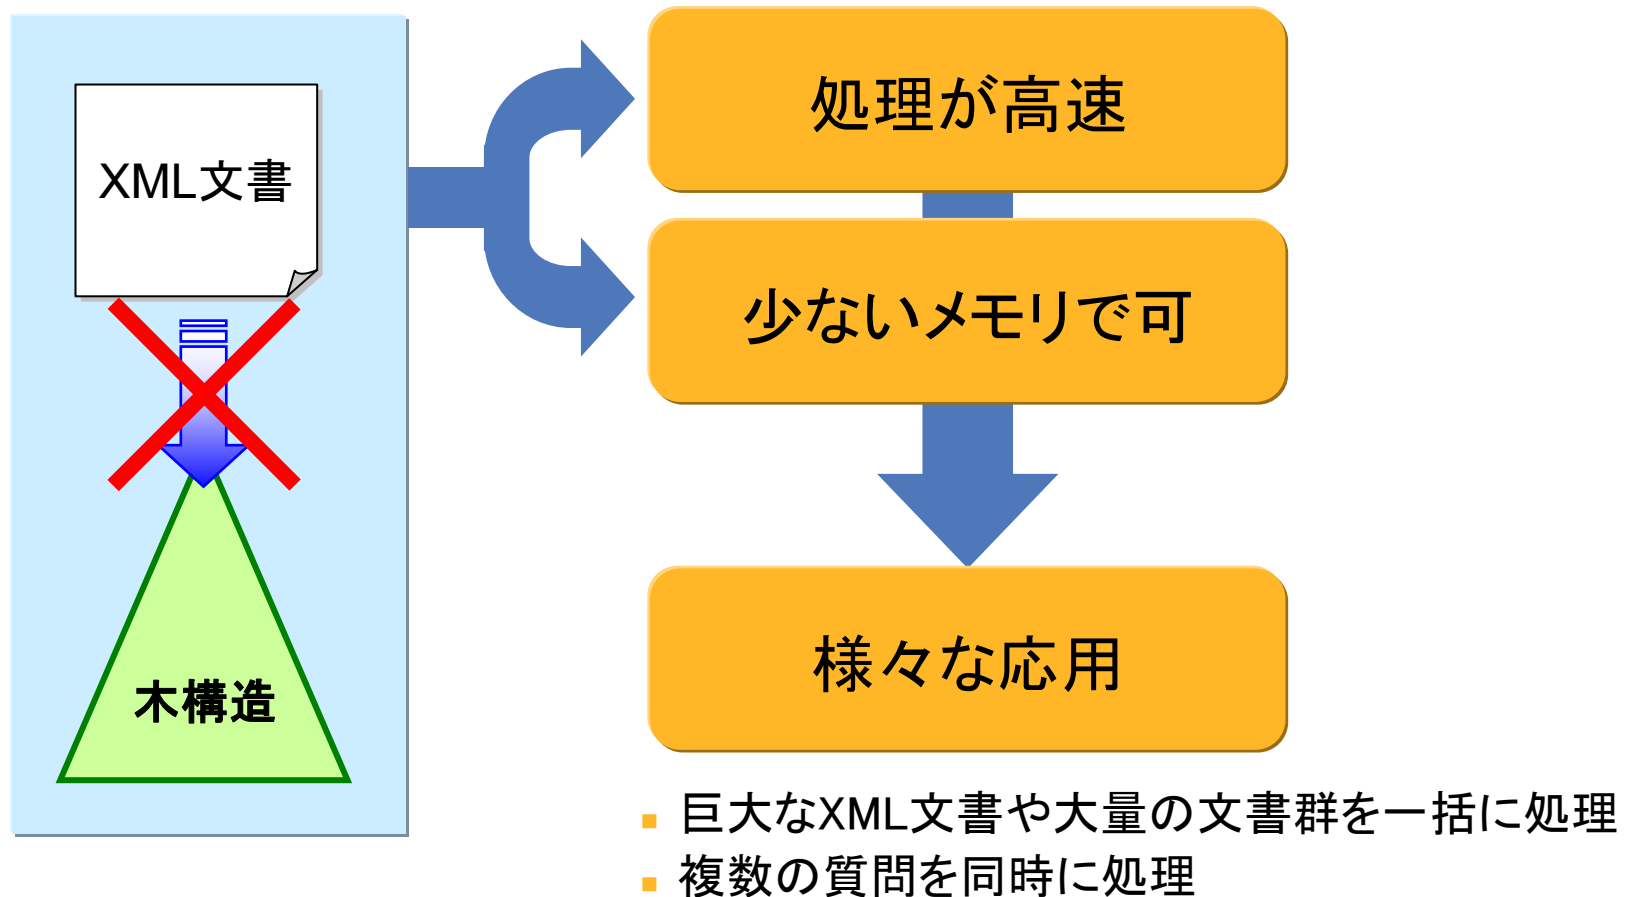 XML文書
木構造
処理が高速
少ないメモリで可
様々な応用
巨大なXML文書や大量の文書群を一括に処理
複数の質問を同時に処理